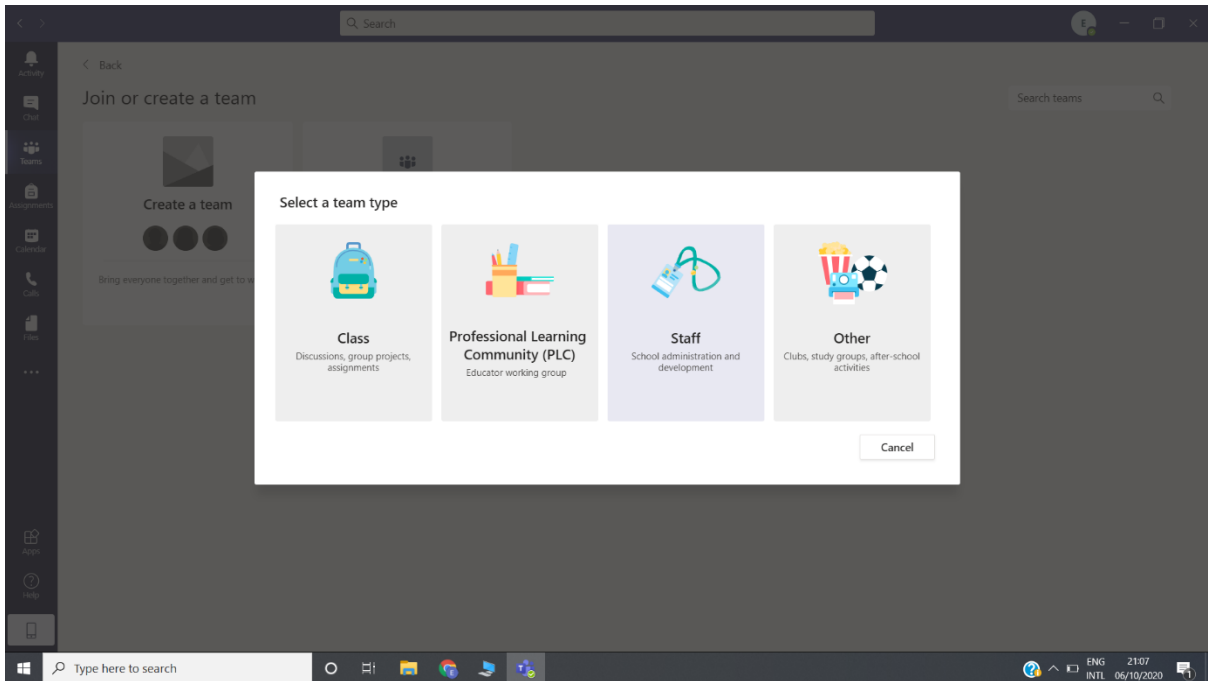 Search
E
Activity
Chat
Teams
Assignments
Calendar
Calls
Files
Apps
Help
Back
Join or create a team
Search teams
Create a team
Bring everyone together and get to w
Select a team type
Class
Discussions, group projects,
assignments
Professional Learning
Community (PLC)
Educator working group
Staff
School administration and
development
Other
Clubs, study groups, after-school
activities
Cancel
Type here to search
ENG
INTL
21:07
06/10/2020
1